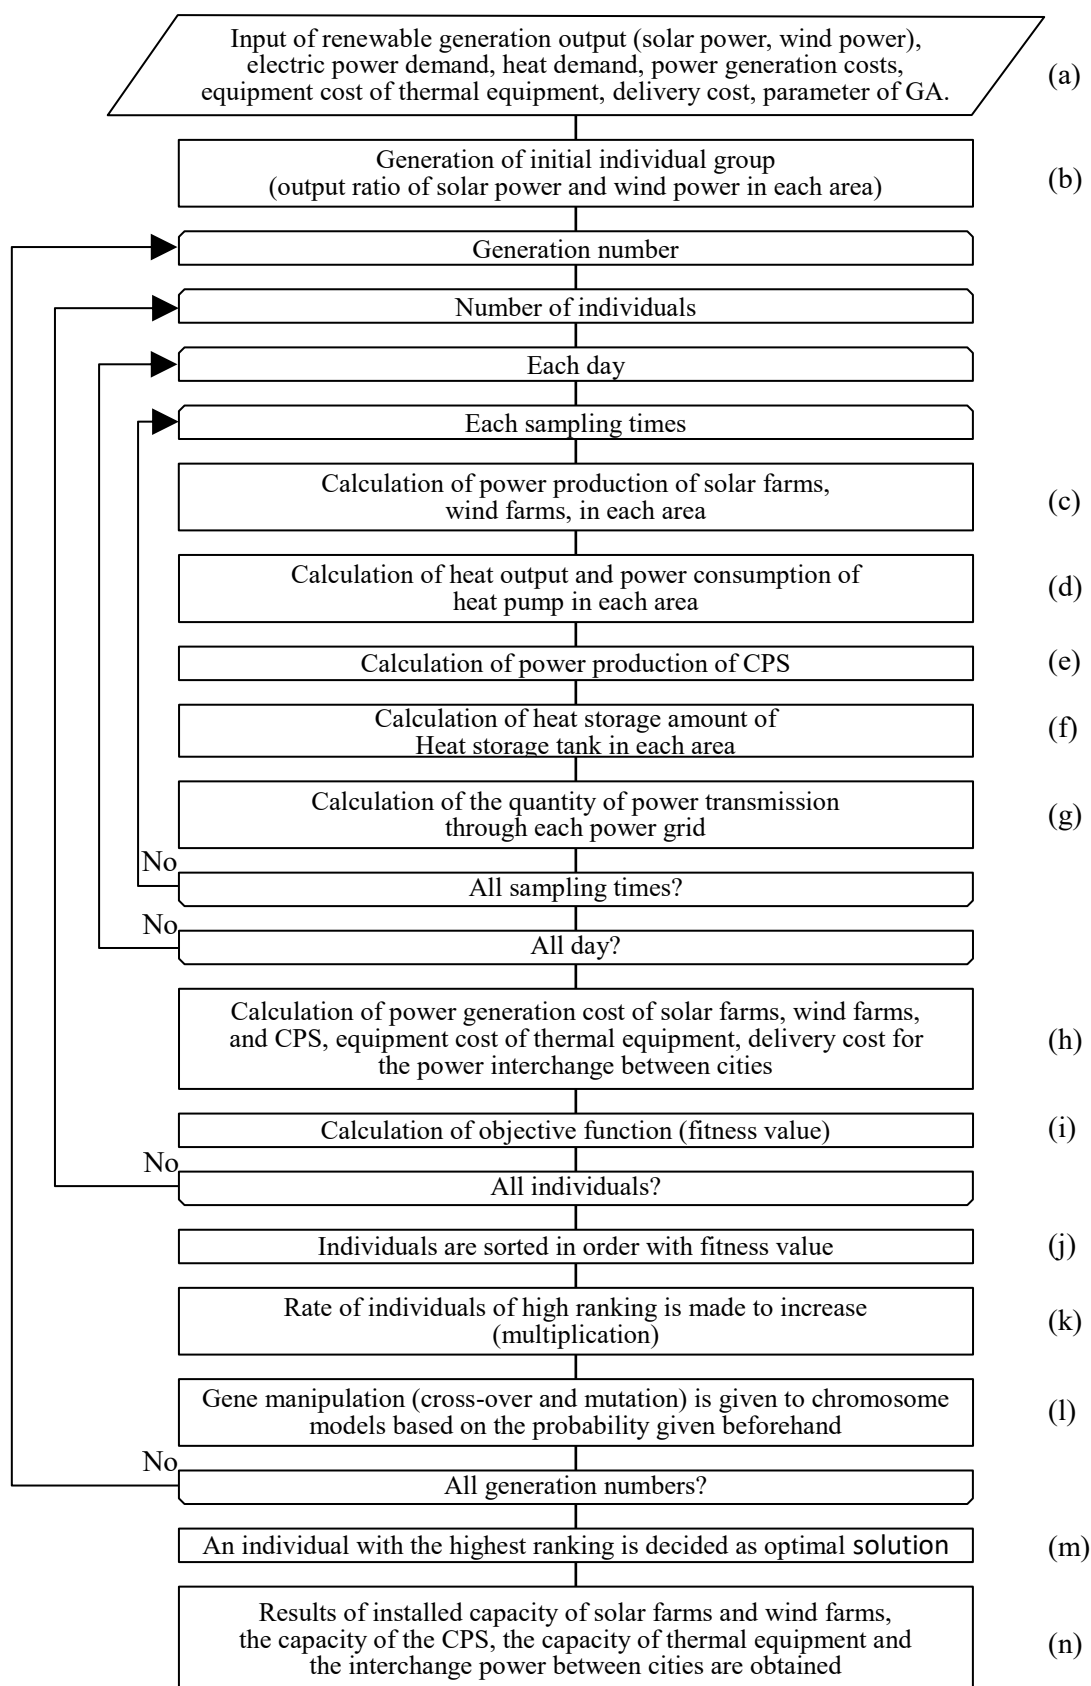 Input of renewable generation output (solar power, wind power),
electric power demand, heat demand, power generation costs,
equipment cost of thermal equipment, delivery cost, parameter of GA.
(a)
Generation of initial individual group
(output ratio of solar power and wind power in each area)
(b)
Generation number
Number of individuals
Each day
Each sampling times
Calculation of power production of solar farms,
wind farms, in each area
(c)
Calculation of heat output and power consumption of
heat pump in each area
(d)
Calculation of power production of CPS
(e)
Calculation of heat storage amount of
Heat storage tank in each area
(f)
Calculation of the quantity of power transmission
through each power grid
(g)
No
All sampling times?
No
All day?
Calculation of power generation cost of solar farms, wind farms,
and CPS, equipment cost of thermal equipment, delivery cost for
the power interchange between cities
(h)
Calculation of objective function (fitness value)
(i)
No
All individuals?
Individuals are sorted in order with fitness value
(j)
Rate of individuals of high ranking is made to increase
(multiplication)
(k)
Gene manipulation (cross-over and mutation) is given to chromosome
models based on the probability given beforehand
(l)
No
All generation numbers?
An individual with the highest ranking is decided as optimal solution
(m)
Results of installed capacity of solar farms and wind farms,
the capacity of the CPS, the capacity of thermal equipment and
the interchange power between cities are obtained
(n)